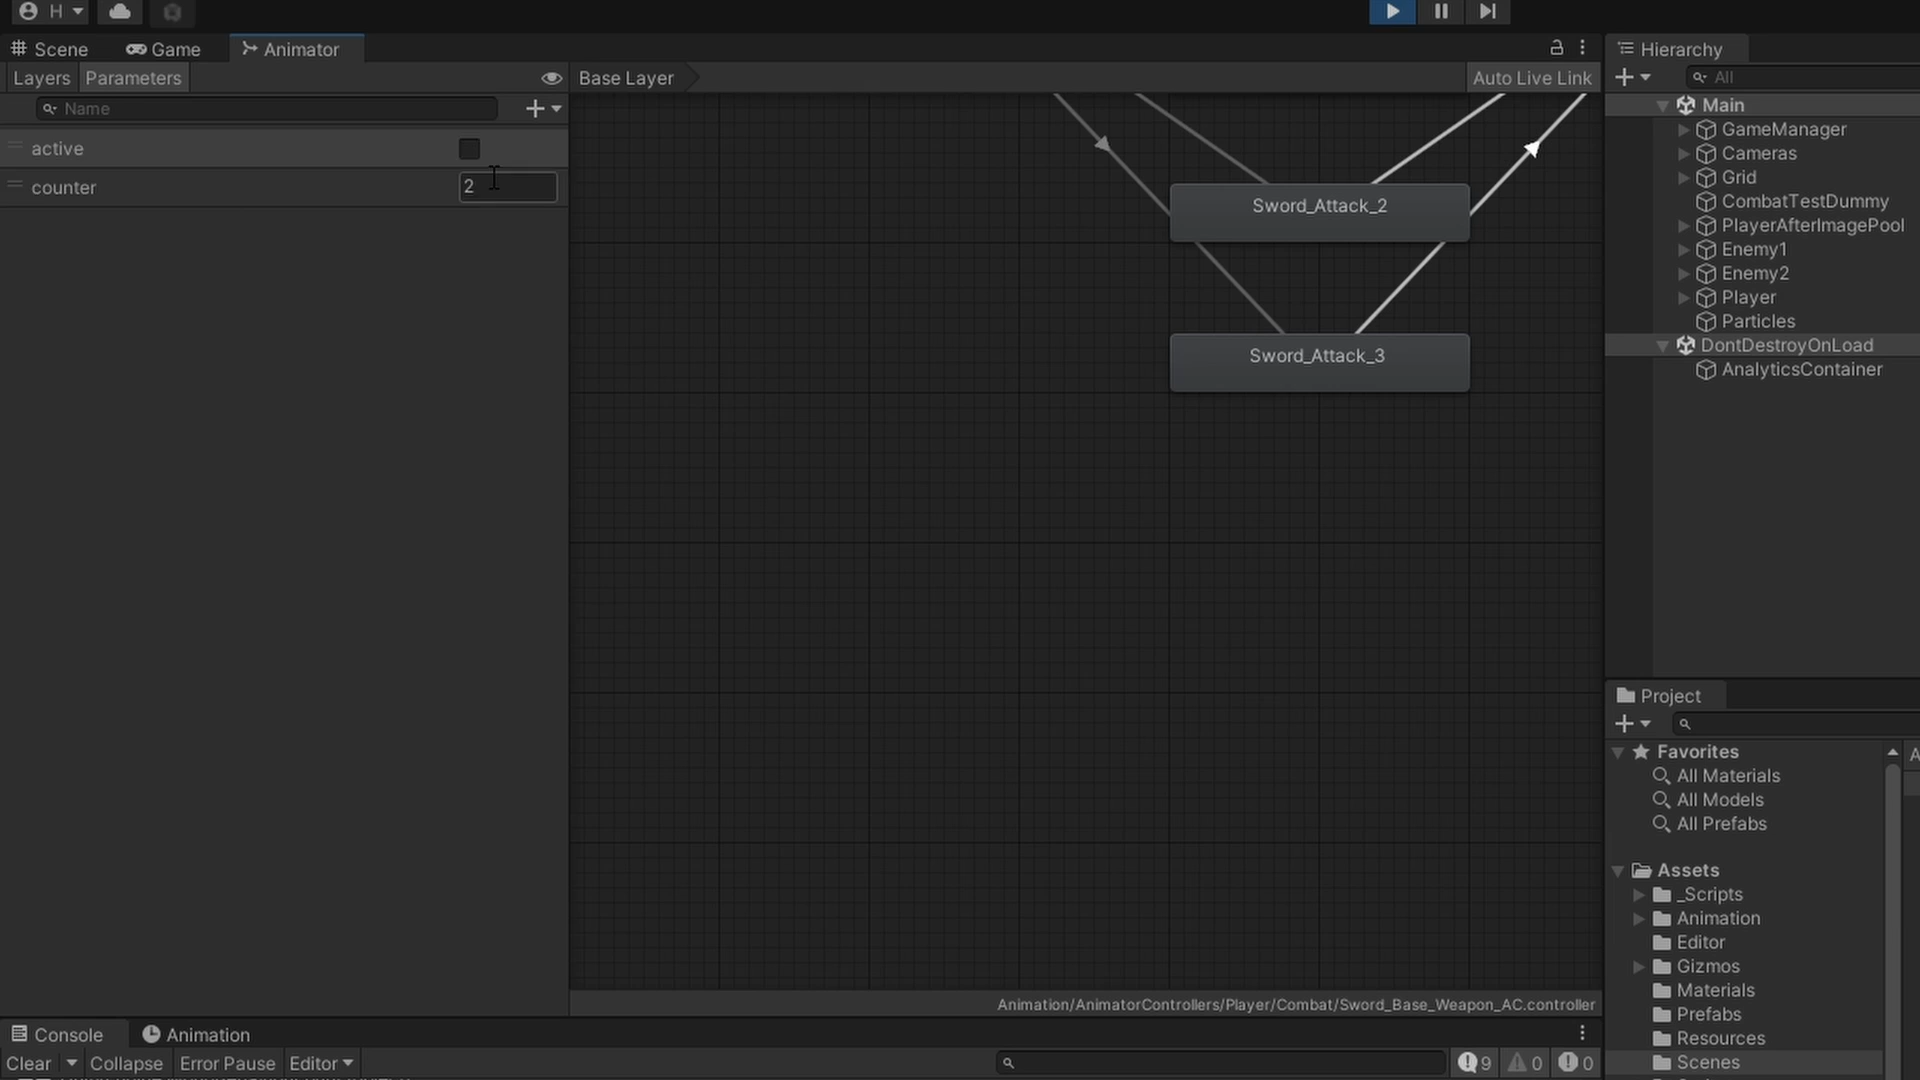 H
Scene
Game
Animator
Hierarchy
Layers
Parameters
Base Layer
Auto Live Link
All
Name
active
counter
2
Sword_Attack_2
Sword_Attack_3
Main
GameManager
Cameras
Grid
CombatTestDummy
PlayerAfterImagePool
Enemy1
Enemy2
Player
Particles
DontDestroyOnLoad
AnalyticsContainer
Project
Favorites
All Materials
All Models
All Prefabs
Assets
_Scripts
Animation
Editor
Gizmos
Materials
Prefabs
Resources
Scenes
Animation/AnimatorControllers/Player/Combat/Sword_Base_Weapon_AC.controller
Console
Animation
Clear
Collapse
Error Pause
Editor
9
0
0